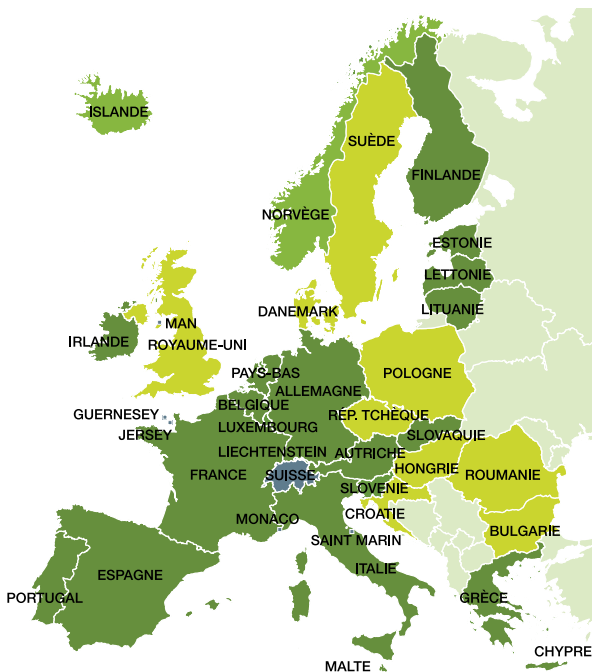 ISLANDE
SUÈDE
FINLANDE
NORVÈGE
ESTONIE
LETTONIE
LITUANIE
DANEMARK
MAN
IRLANDE
ROYAUME-UNI
PAYS-BAS
POLOGNE
ALLEMAGNE
BELGIQUE
GUERNESEY
RÉP. TCHÈQUE
JERSEY
LUXEMBOURG
SLOVAQUIE
LIECHTENSTEIN
AUTRICHE
FRANCE
SUISSE
HONGRIE
ROUMANIE
SLOVENIE
CROATIE
MONACO
BULGARIE
SAINT MARIN
ESPAGNE
ITALIE
PORTUGAL
GRÈCE
CHYPRE
MALTE